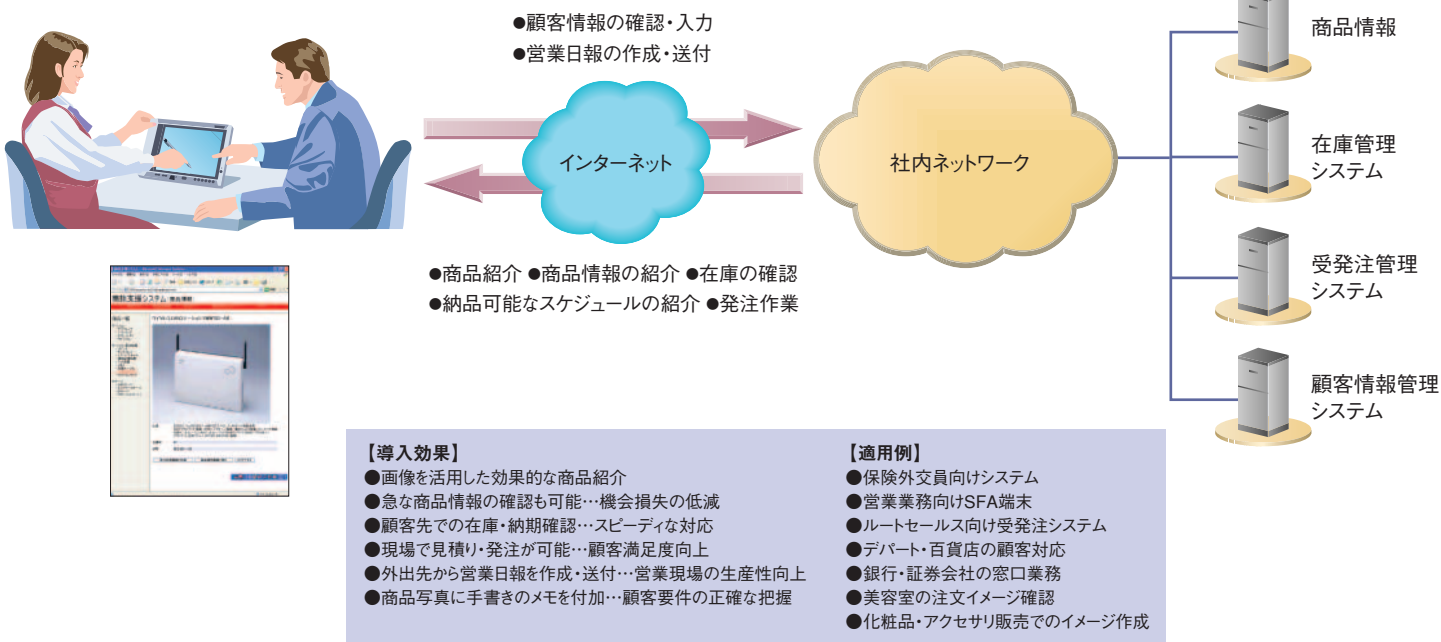 ●顧客情報の確認・入力
●営業日報の作成・送付
インターネット
社内ネットワーク
●商品紹介 ●商品情報の紹介 ●在庫の確認
●納品可能なスケジュールの紹介 ●発注作業
商品情報
在庫管理
システム
受発注管理
システム
顧客情報管理
システム
【導入効果】
●画像を活用した効果的な商品紹介
●急な商品情報の確認も可能…機会損失の低減
●顧客先での在庫・納期確認…スピーディな対応
●現場で見積り・発注が可能…顧客満足度向上
●外出先から営業日報を作成・送付…営業現場の生産性向上
●商品写真に手書きのメモを付加…顧客要件の正確な把握
【適用例】
●保険外交員向けシステム
●営業業務向けSFA端末
●ルートセールス向け受発注システム
●デパート・百貨店の顧客対応
●銀行・証券会社の窓口業務
●美容室の注文イメージ確認
●化粧品・アクセサリ販売でのイメージ作成